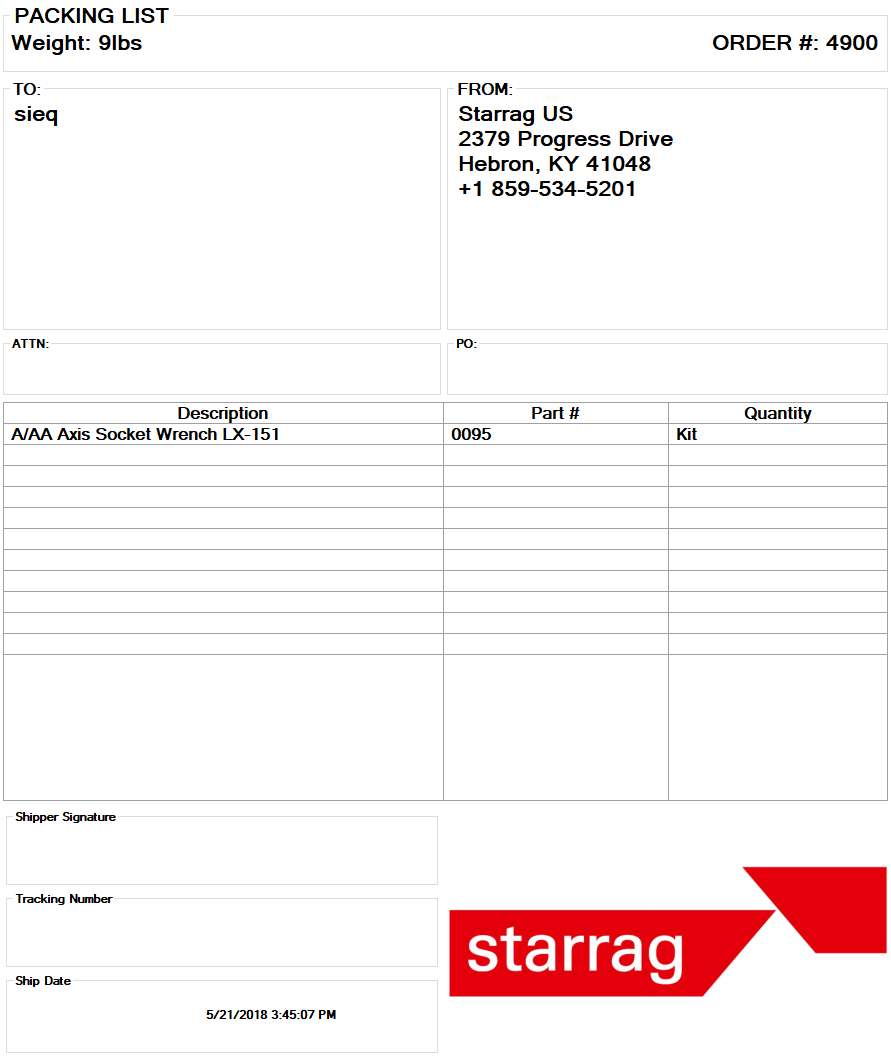 PACKING LIST
Weight: 9lbs
ORDER #: 4900
TO:
sieq
FROM:
Starrag US
2379 Progress Drive
Hebron, KY 41048
+1 859-534-5201
ATTN:
PO:
Description Part # Quantity
A/AA Axis Socket Wrench LX-151 0095 Kit
Shipper Signature
Tracking Number
Ship Date
5/21/2018 3:45:07 PM
starrag